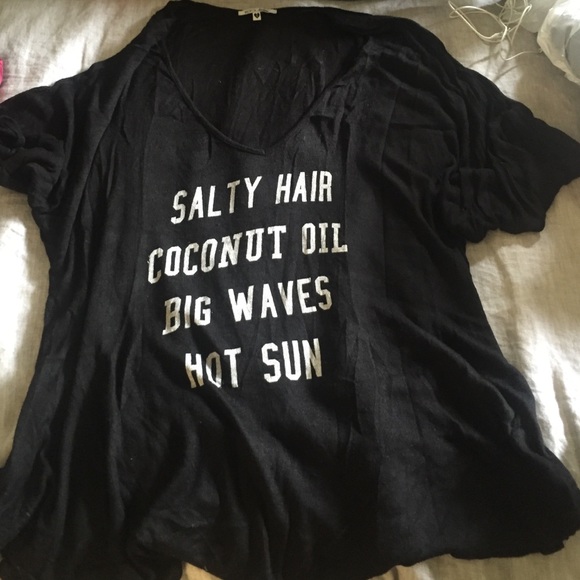 SALTY HAIR
COCONUT OIL
BIG WAVES
HOT SUN